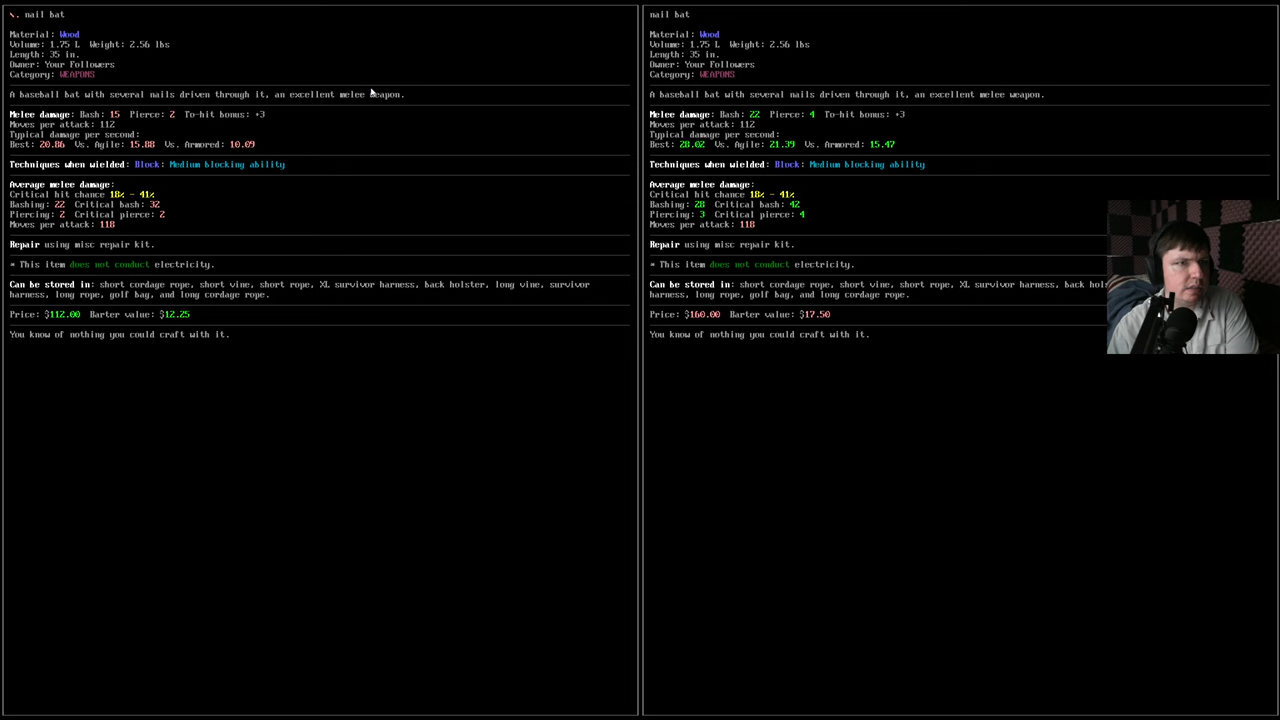 \. nail bat
Material: Wood
Volume: 1.75 L  Weight: 2.56 lbs
Length: 35 in.
Owner: Your Followers
Category: WEAPONS
A baseball bat with several nails driven through it, an excellent melee weapon.
Melee damage: Bash: 15  Pierce: 2  To-hit bonus: +3
Moves per attack: 112
Typical damage per second:
Best: 20.86  Vs. Agile: 15.88  Vs. Armored: 10.09
Techniques when wielded: Block: Medium blocking ability
Average melee damage:
Critical hit chance 18% - 41%
Bashing: 22  Critical bash: 32
Piercing: 2  Critical pierce: 2
Moves per attack: 118
Repair using misc repair kit.
* This item does not conduct electricity.
Can be stored in: short cordage rope, short vine, short rope, XL survivor harness, back holster, long vine, survivor
harness, long rope, golf bag, and long cordage rope.
Price: $112.00  Barter value: $12.25
You know of nothing you could craft with it.
nail bat
Material: Wood
Volume: 1.75 L  Weight: 2.56 lbs
Length: 35 in.
Owner: Your Followers
Category: WEAPONS
A baseball bat with several nails driven through it, an excellent melee weapon.
Melee damage: Bash: 22  Pierce: 4  To-hit bonus: +3
Moves per attack: 112
Typical damage per second:
Best: 28.02  Vs. Agile: 21.39  Vs. Armored: 15.47
Techniques when wielded: Block: Medium blocking ability
Average melee damage:
Critical hit chance 18% - 41%
Bashing: 28  Critical bash: 42
Piercing: 3  Critical pierce: 4
Moves per attack: 118
Repair using misc repair kit.
* This item does not conduct electricity.
Can be stored in: short cordage rope, short vine, short rope, XL survivor harness, back
harness, long rope, golf bag, and long cordage rope.
Price: $160.00  Barter value: $17.50
You know of nothing you could craft with it.